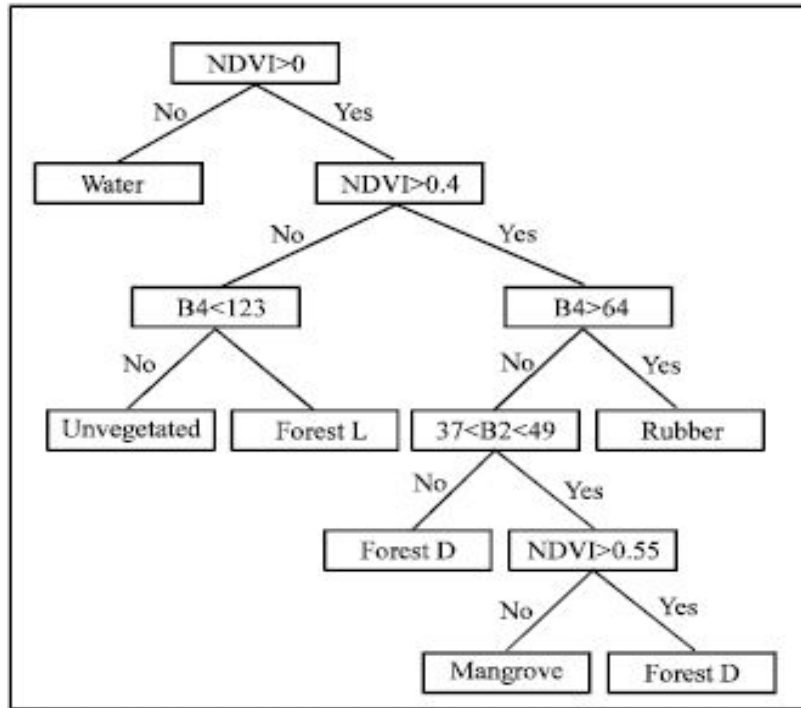 NDVI>0
No
Yes
Water
NDVI>0.4
No
Yes
B4<123
B4>64
No
No
Yes
Unvegetated
Forest L
37<B2<49
Rubber
No
Yes
Forest D
NDVI>0.55
No
Yes
Mangrove
Forest D